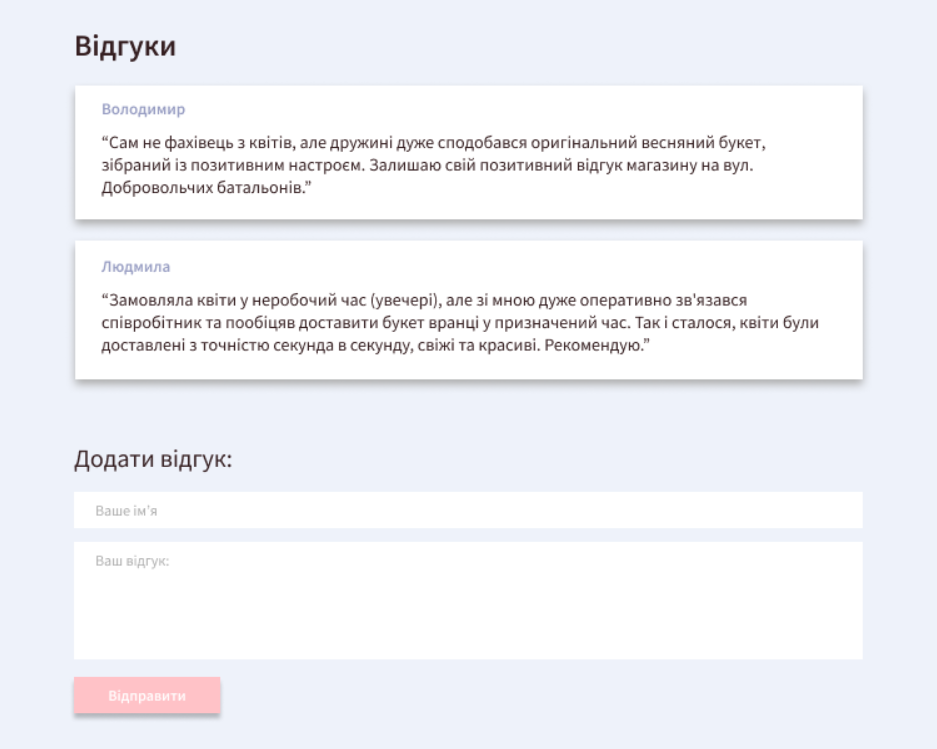 Відгуки
Володимир
“Сам не фахівець з квітів, але дружині дуже сподобався оригінальний весняний букет,
зібраний із позитивним настроєм. Залишаю свій позитивний відгук магазину на вул.
Добровольчих батальонів.”
Людмила
“Замовляла квіти у неробочий час (увечері), але зі мною дуже оперативно зв'язався
співробітник та пообіцяв доставити букет вранці у призначений час. Так і сталося, квіти були
доставлені з точністю секунда в секунду, свіжі та красиві. Рекомендую.”
Додати відгук:
Ваше ім'я
Ваш відгук:
Відправити